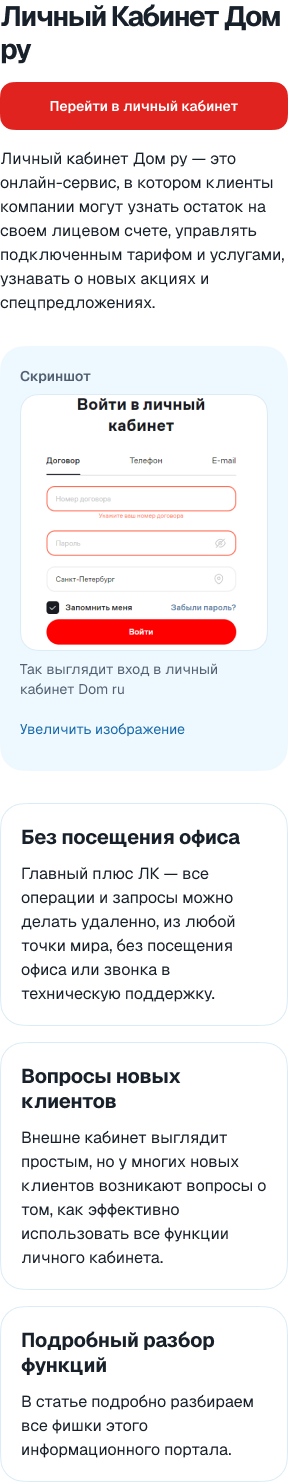 Личный Кабинет Дом
ру
Перейти в личный кабинет
Личный кабинет Дом ру — это
онлайн-сервис, в котором клиенты
компании могут узнать остаток на
своем лицевом счете, управлять
подключенным тарифом и услугами,
узнавать о новых акциях и
спецпредложениях.
Скриншот
Войти в личный
кабинет
Договор Телефон E-mail
Номер договора
Укажите ваш номер договора
Пароль
Санкт-Петербург
Запомнить меня Забыли пароль?
Войти
Так выглядит вход в личный
кабинет Dom ru
Увеличить изображение
Без посещения офиса
Главный плюс ЛК — все
операции и запросы можно
делать удаленно, из любой
точки мира, без посещения
офиса или звонка в
техническую поддержку.
Вопросы новых
клиентов
Внешне кабинет выглядит
простым, но у многих новых
клиентов возникают вопросы о
том, как эффективно
использовать все функции
личного кабинета.
Подробный разбор
функций
В статье подробно разбираем
все фишки этого
информационного портала.